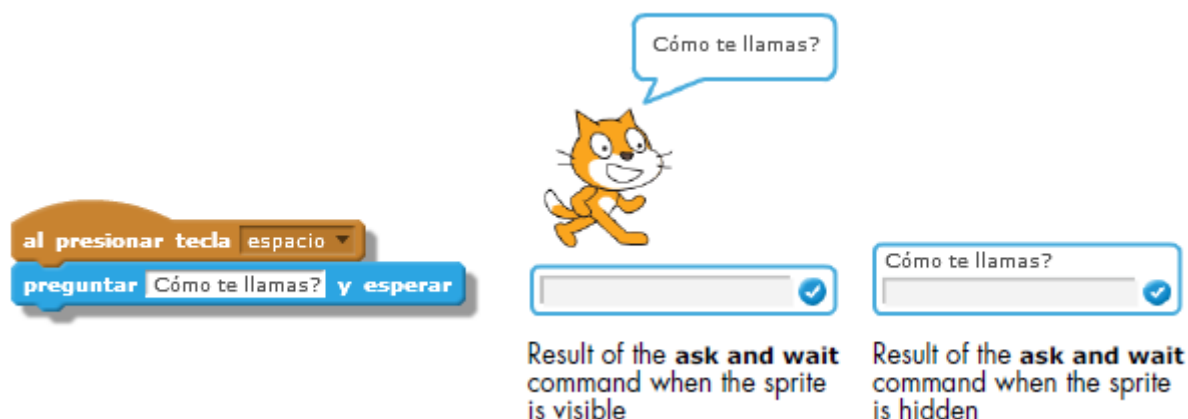 al presionar tecla espacio
preguntar Cómo te llamas? y esperar
Cómo te llamas?
Result of the ask and wait
command when the sprite
is visible
Cómo te llamas?
Result of the ask and wait
command when the sprite
is hidden